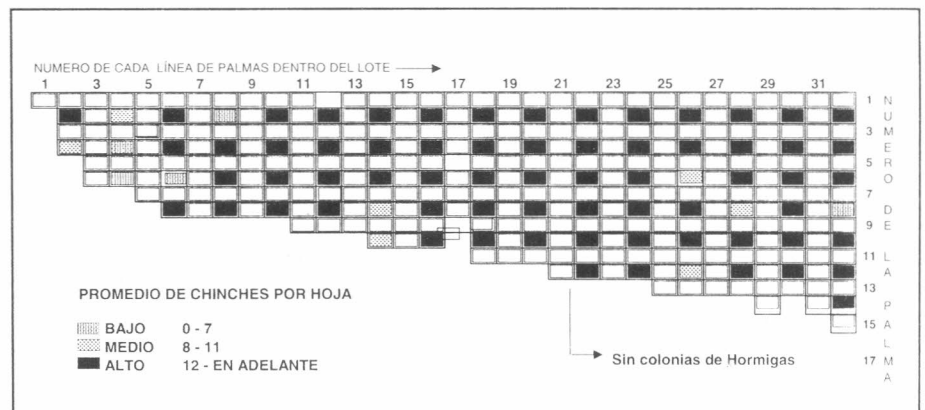 NUMERO DE CADA LÍNEA DE PALMAS DENTRO DEL LOTE
1 3 5 7 9 11 13 15 17 19 21 23 25 27 29 31
1 N
U
3 M
E
5 R
O
7
D
9 E
11 L
A
13
P
15 A
L
17 M
A
PROMEDIO DE CHINCHES POR HOJA
BAJO 0 - 7
MEDIO 8 - 11
ALTO 12 - EN ADELANTE
Sin colonias de Hormigas